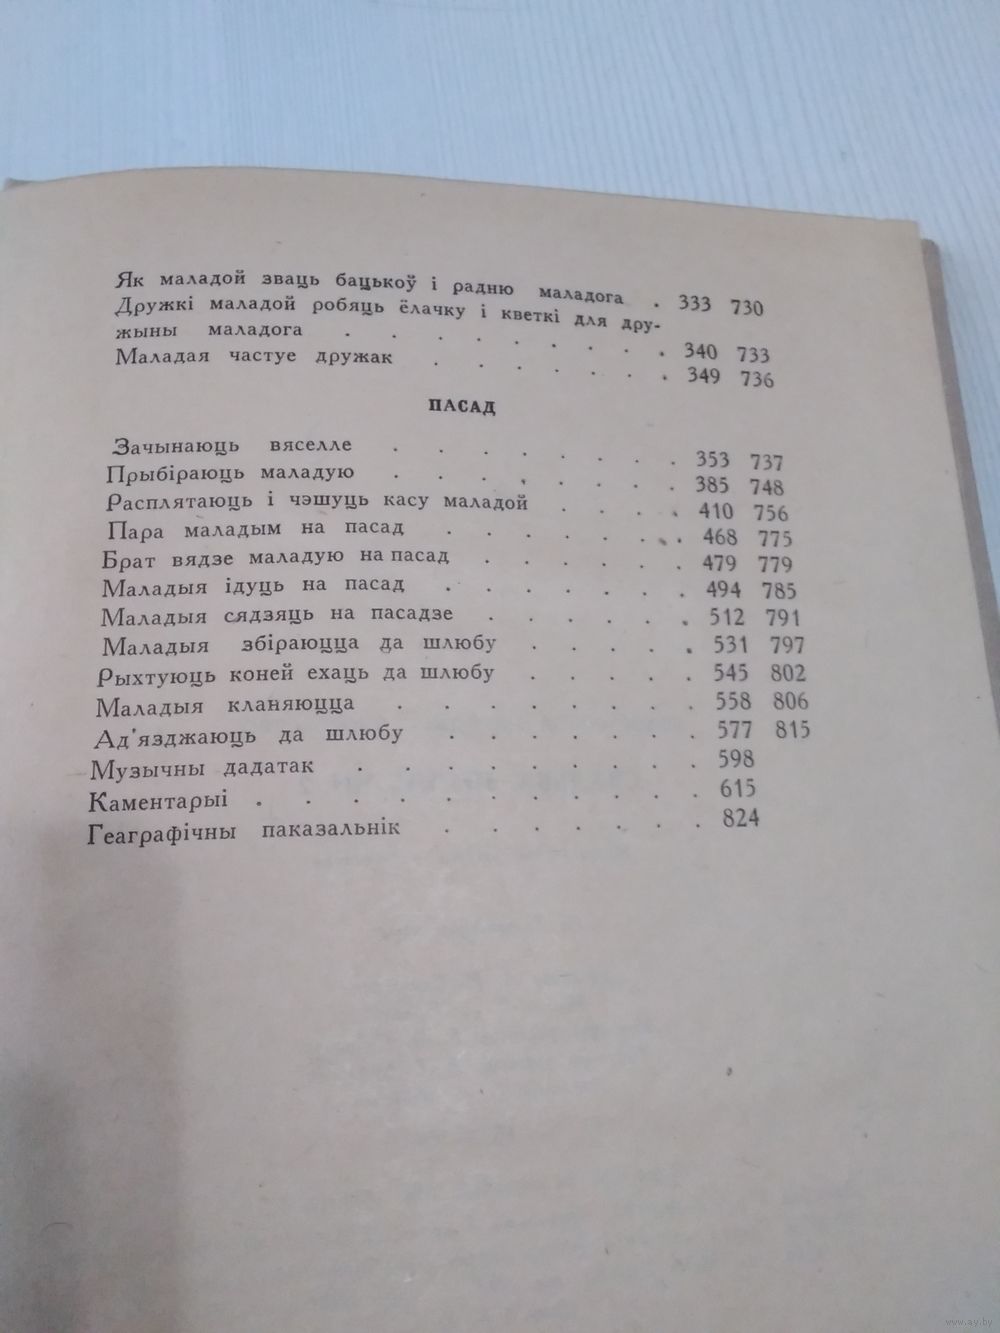 Як маладой зваць бацькоў і радню маладога . 333 730
Дружкі маладой робяць ёлачку і кветкі для дру-
жыны маладога . . . . . . . . 340 733
Маладая частуе дружак . . . . . . 349 736
ПАСАД
Зачынаюць вяселле . . . . . . . . 353 737
Прыбіраюць маладую . . . . . . . . 385 748
Расплятаюць і чэшуць касу маладой . . . . 410 756
Пара маладым на пасад . . . . . . . 468 775
Брат вядзе маладую на пасад . . . . . . 479 779
Маладыя ідуць на пасад . . . . . . . 494 785
Маладыя сядзяць на пасадзе . . . . . . 512 791
Маладыя збіраюцца да шлюбу . . . . . 531 797
Рыхтуюць коней ехаць да шлюбу . . . . . 545 802
Маладыя кланяюцца . . . . . . . . 558 806
Ад'язджаюць да шлюбу . . . . . . . 577 815
Музычны дадатак . . . . . . . . . 598
Каментарыі . . . . . . . . . . . 615
Геаграфічны паказальнік . . . . . . . 824
www.ay.by